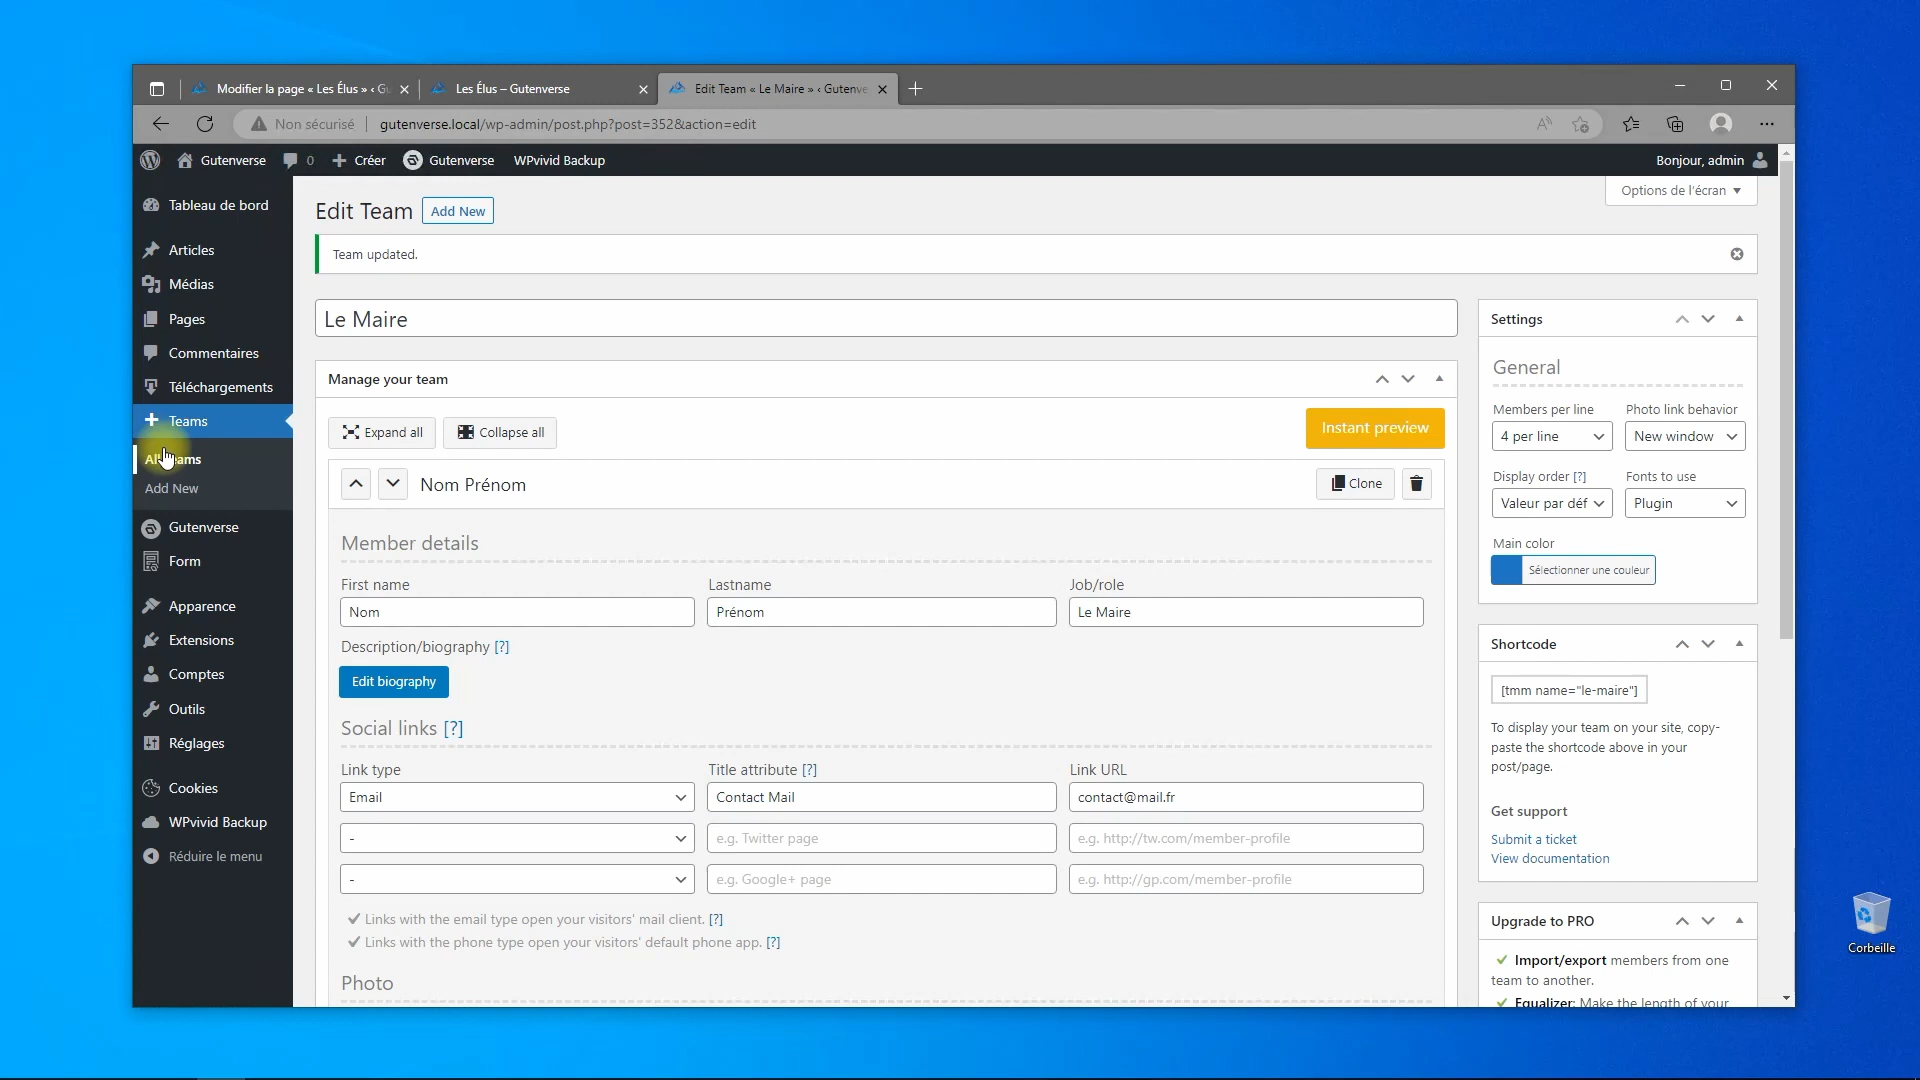 Modifier la page « Les Élus » ‹ G
Les Élus – Gutenverse
Edit Team « Le Maire » ‹ Gutenve
Non sécurisé
gutenverse.local/wp-admin/post.php?post=352&action=edit
Gutenverse
0
Créer
Gutenverse
WPvivid Backup
Bonjour, admin
Tableau de bord
Articles
Médias
Pages
Commentaires
Téléchargements
Teams
All Teams
Add New
Gutenverse
Form
Apparence
Extensions
Comptes
Outils
Réglages
Cookies
WPvivid Backup
Réduire le menu
Options de l'écran
Edit Team
Add New
Team updated.
Le Maire
Manage your team
Expand all
Collapse all
Instant preview
Nom Prénom
Clone
Member details
First name
Lastname
Job/role
Nom
Prénom
Le Maire
Description/biography [?]
Edit biography
Social links [?]
Link type
Title attribute [?]
Link URL
Email
Contact Mail
contact@mail.fr
-
e.g. Twitter page
e.g. http://tw.com/member-profile
-
e.g. Google+ page
e.g. http://gp.com/member-profile
Links with the email type open your visitors' mail client. [?]
Links with the phone type open your visitors' default phone app. [?]
Photo
Settings
General
Members per line
Photo link behavior
4 per line
New window
Display order [?]
Fonts to use
Valeur par déf
Plugin
Main color
Sélectionner une couleur
Shortcode
[tmm name="le-maire"]
To display your team on your site, copy-
paste the shortcode above in your
post/page.
Get support
Submit a ticket
View documentation
Upgrade to PRO
Import/export members from one
team to another.
Equalizer: Make the length of your
Corbeille